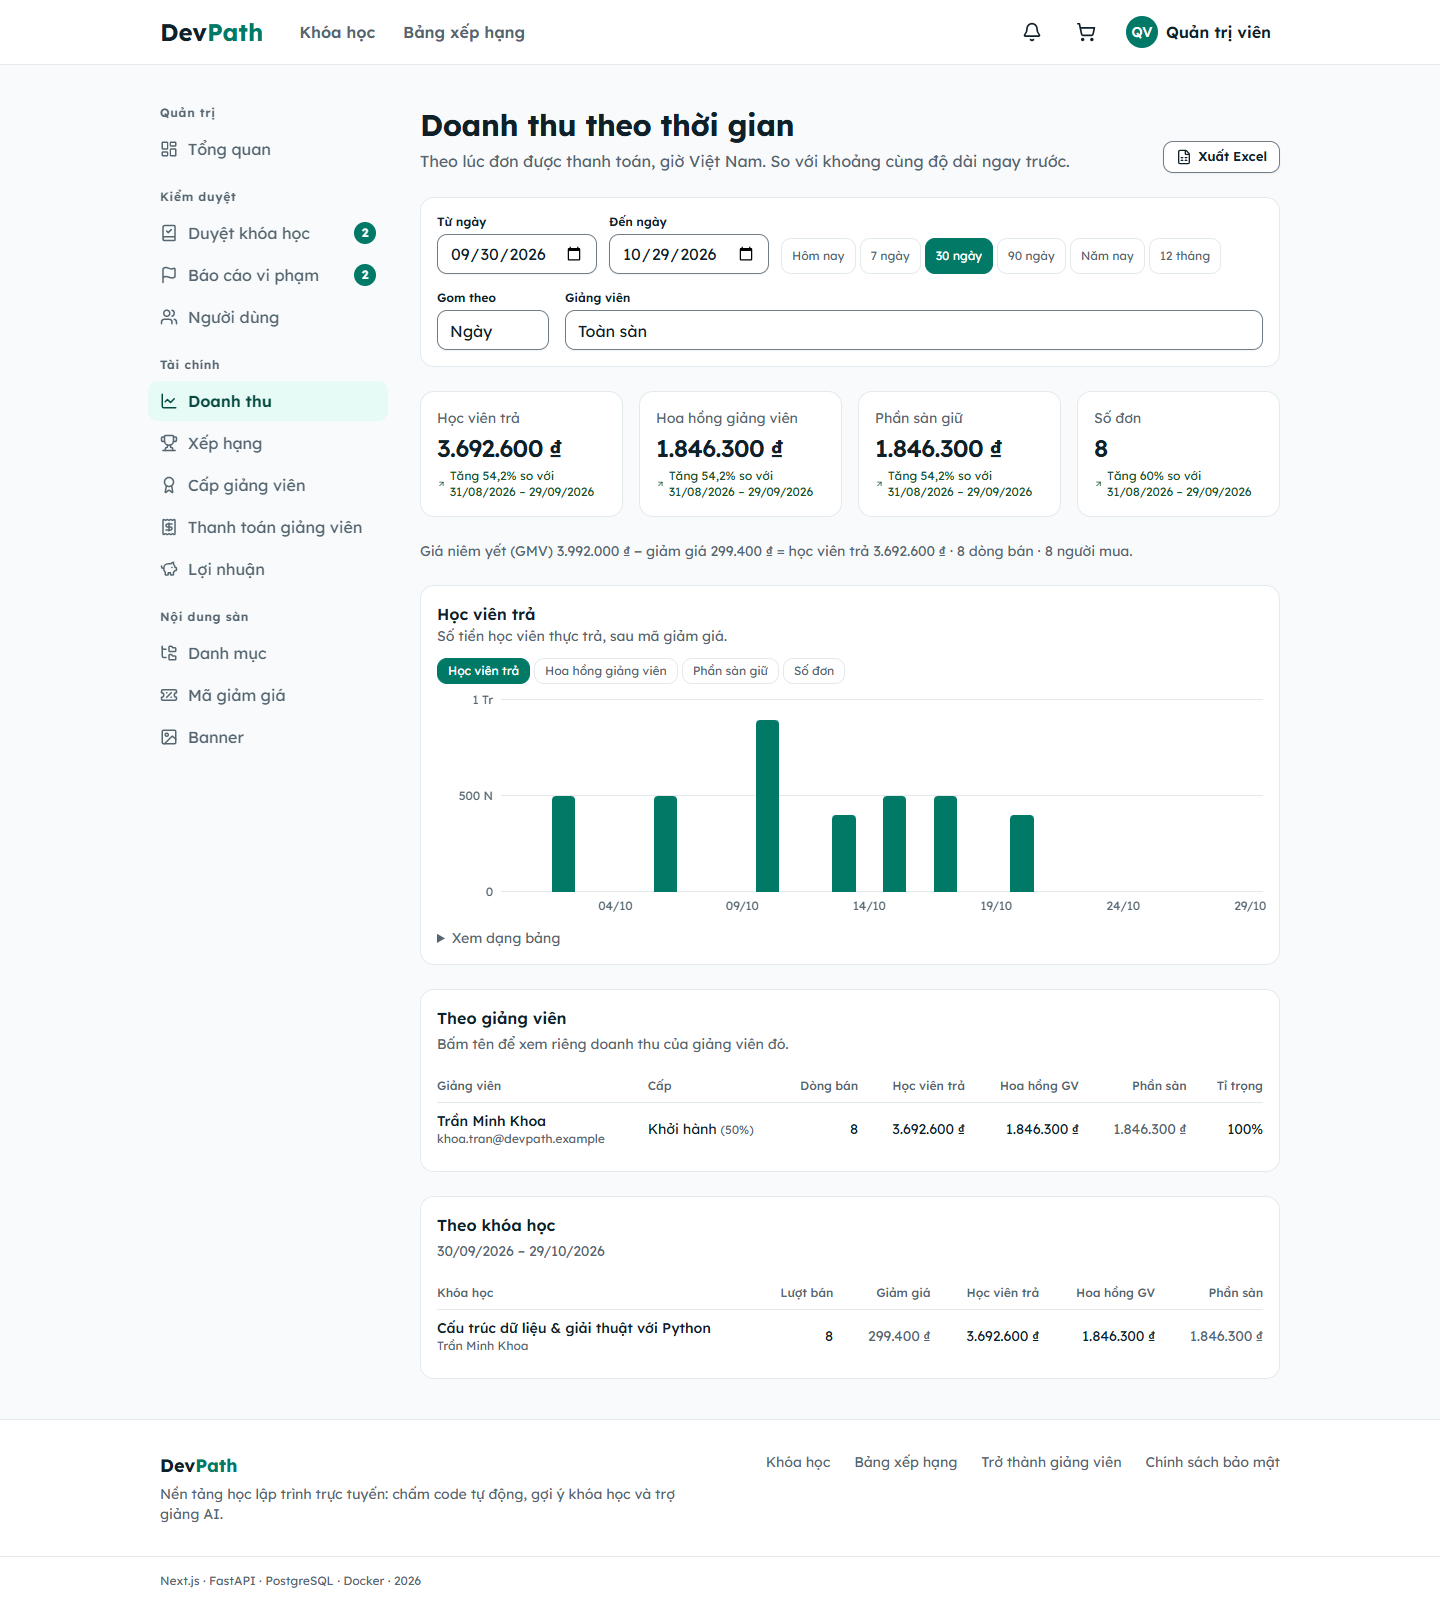 DevPath
Khóa học
Bảng xếp hạng
QV
Quản trị viên
Quản trị
Tổng quan
Kiểm duyệt
Duyệt khóa học
2
Báo cáo vi phạm
2
Người dùng
Tài chính
Doanh thu
Xếp hạng
Cấp giảng viên
Thanh toán giảng viên
Lợi nhuận
Nội dung sàn
Danh mục
Mã giảm giá
Banner
Doanh thu theo thời gian
Theo lúc đơn được thanh toán, giờ Việt Nam. So với khoảng cùng độ dài ngay trước.
Xuất Excel
Từ ngày
Đến ngày
09/30/2026
10/29/2026
Hôm nay
7 ngày
30 ngày
90 ngày
Năm nay
12 tháng
Gom theo
Giảng viên
Ngày
Toàn sàn
Học viên trả
3.692.600 ₫
Tăng 54,2% so với
31/08/2026 – 29/09/2026
Hoa hồng giảng viên
1.846.300 ₫
Tăng 54,2% so với
31/08/2026 – 29/09/2026
Phần sàn giữ
1.846.300 ₫
Tăng 54,2% so với
31/08/2026 – 29/09/2026
Số đơn
8
Tăng 60% so với
31/08/2026 – 29/09/2026
Giá niêm yết (GMV) 3.992.000 ₫ − giảm giá 299.400 ₫ = học viên trả 3.692.600 ₫ · 8 dòng bán · 8 người mua.
Học viên trả
Số tiền học viên thực trả, sau mã giảm giá.
Học viên trả
Hoa hồng giảng viên
Phần sàn giữ
Số đơn
1 Tr
500 N
0
04/10
09/10
14/10
19/10
24/10
29/10
Xem dạng bảng
Theo giảng viên
Bấm tên để xem riêng doanh thu của giảng viên đó.
Giảng viên
Cấp
Dòng bán
Học viên trả
Hoa hồng GV
Phần sàn
Tỉ trọng
Trần Minh Khoa
khoa.tran@devpath.example
Khởi hành (50%)
8
3.692.600 ₫
1.846.300 ₫
1.846.300 ₫
100%
Theo khóa học
30/09/2026 – 29/10/2026
Khóa học
Lượt bán
Giảm giá
Học viên trả
Hoa hồng GV
Phần sàn
Cấu trúc dữ liệu & giải thuật với Python
Trần Minh Khoa
8
299.400 ₫
3.692.600 ₫
1.846.300 ₫
1.846.300 ₫
DevPath
Nền tảng học lập trình trực tuyến: chấm code tự động, gợi ý khóa học và trợ
giảng AI.
Khóa học
Bảng xếp hạng
Trở thành giảng viên
Chính sách bảo mật
Next.js · FastAPI · PostgreSQL · Docker · 2026